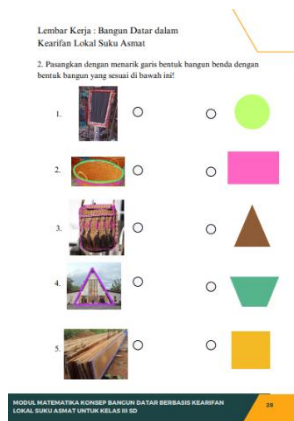 Lembar Kerja : Bangun Datar dalam
Kearifan Lokal Suku Asmat
2. Pasangkan dengan menarik garis bentuk bangun benda dengan
bentuk bangun yang sesuai di bawah ini!
1.
2.
3.
4.
5.
MODUL MATEMATIKA KONSEP BANGUN DATAR BERBASIS KEARIFAN
LOKAL SUKU ASMAT UNTUK KELAS III SD
28